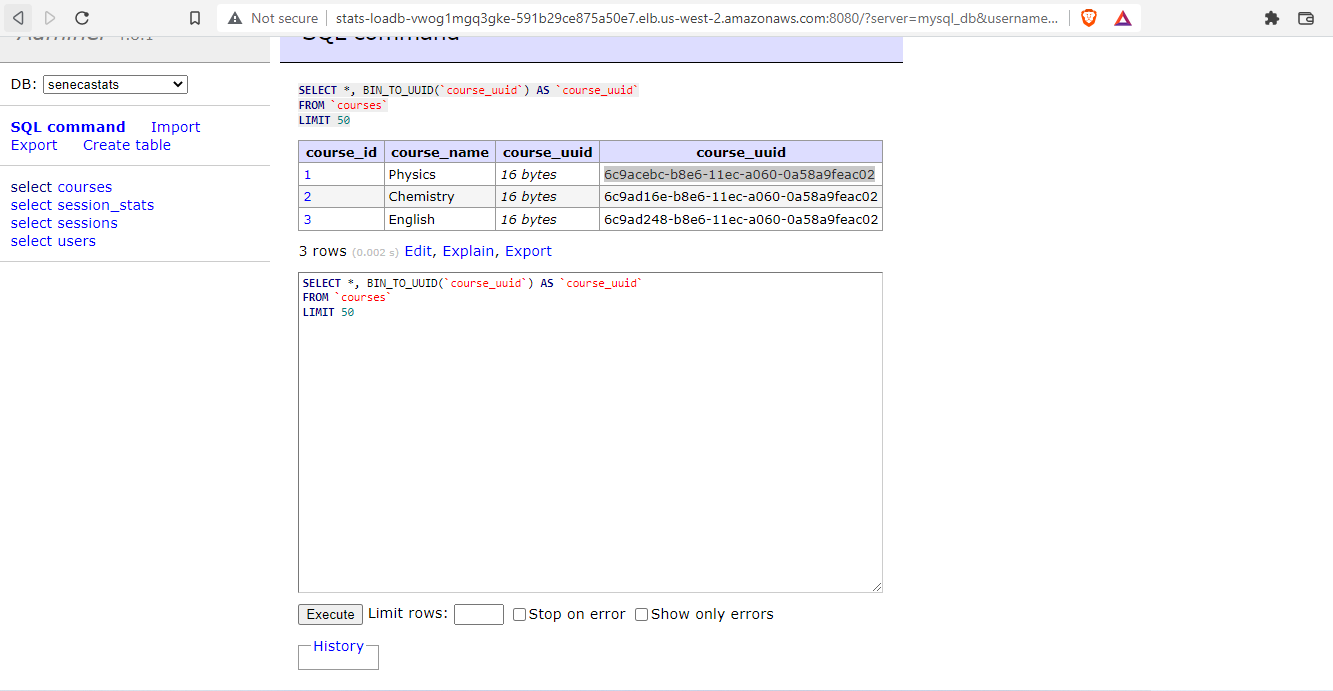 Not secure stats-loadb-vwog1mgq3gke-591b29ce875a50e7.elb.us-west-2.amazonaws.com:8080/?server=mysql_db&username...
Adminer 4.8.1
SQL command
DB: senecastats
SQL command Import
Export Create table
select courses
select session_stats
select sessions
select users
SELECT *, BIN_TO_UUID(`course_uuid`) AS `course_uuid`
FROM `courses`
LIMIT 50
course_id course_name course_uuid course_uuid
1 Physics 16 bytes 6c9acebc-b8e6-11ec-a060-0a58a9feac02
2 Chemistry 16 bytes 6c9ad16e-b8e6-11ec-a060-0a58a9feac02
3 English 16 bytes 6c9ad248-b8e6-11ec-a060-0a58a9feac02
3 rows (0.002 s) Edit, Explain, Export
SELECT *, BIN_TO_UUID(`course_uuid`) AS `course_uuid`
FROM `courses`
LIMIT 50
Execute Limit rows: Stop on error Show only errors
History